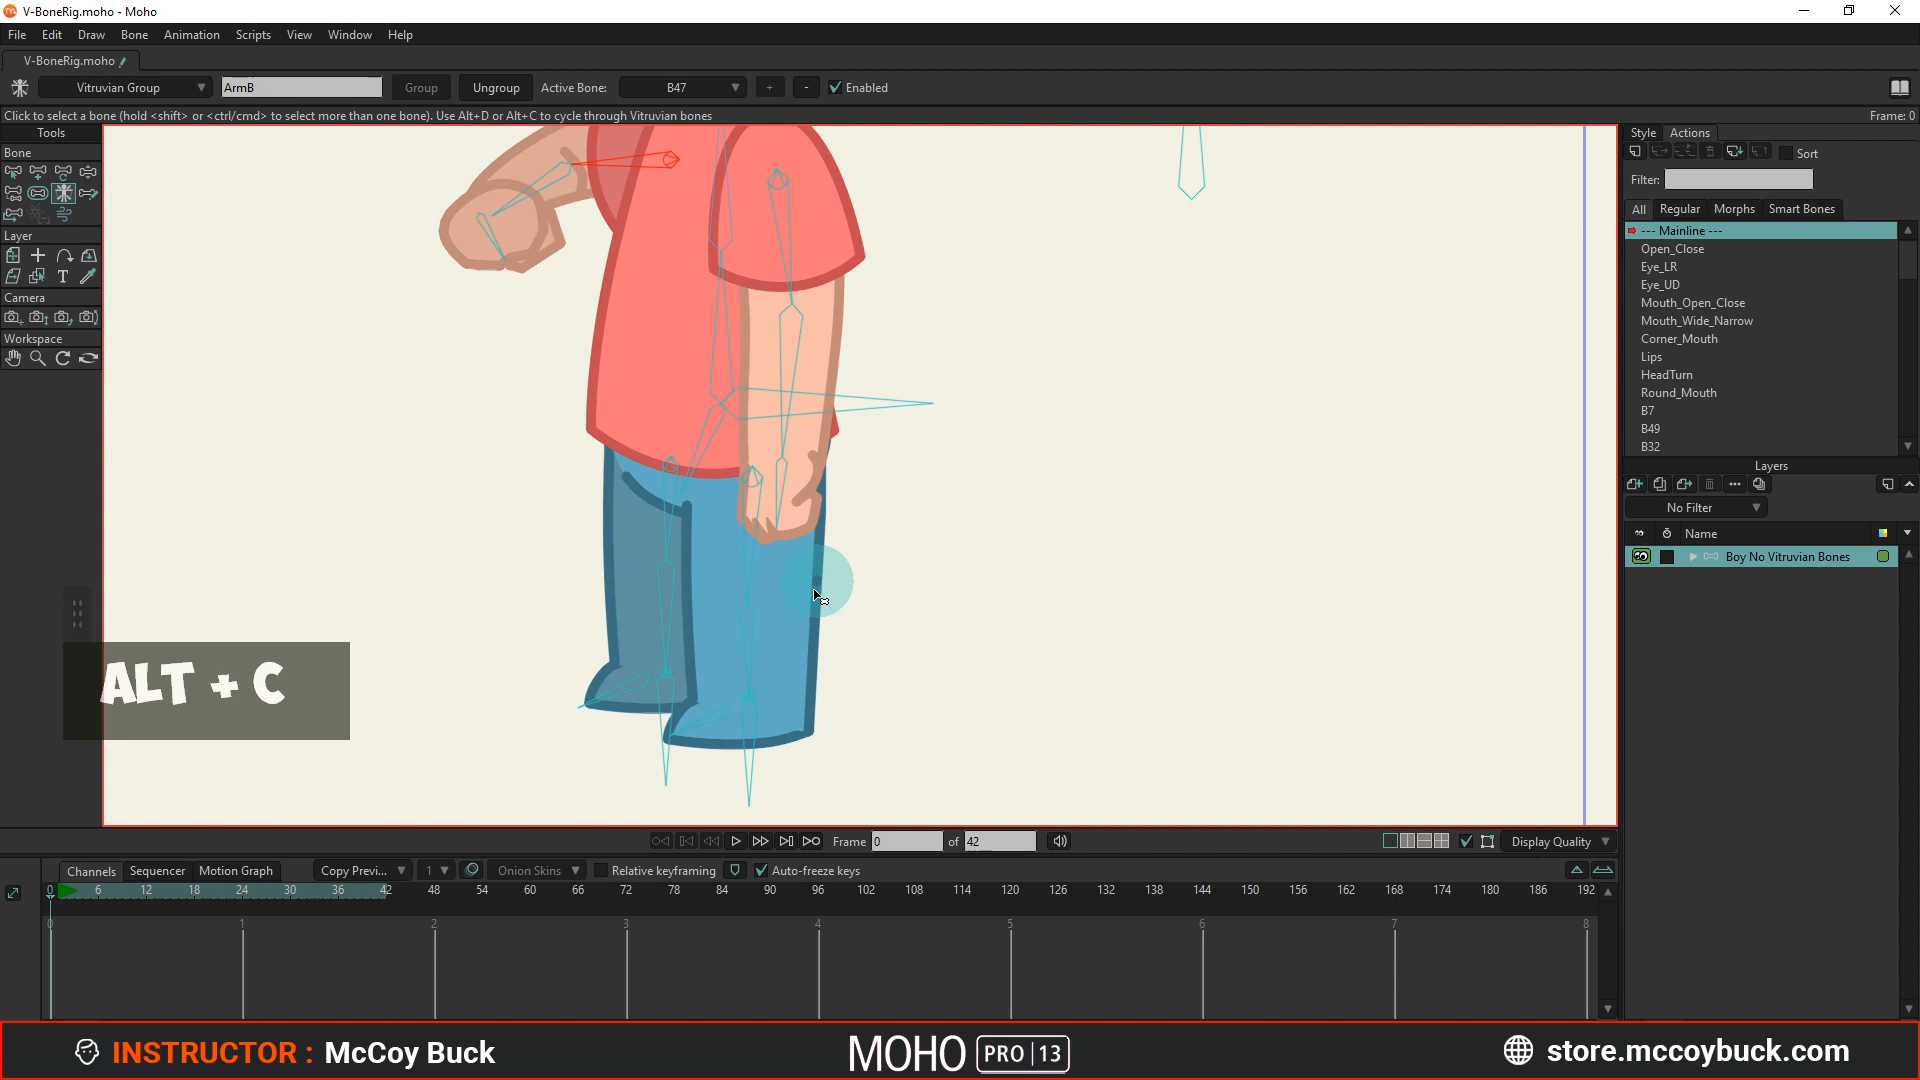 V-BoneRig.moho - Moho
File Edit Draw Bone Animation Scripts View Window Help
V-BoneRig.moho
Vitruvian Group ArmB Group Ungroup Active Bone: B47 + - Enabled
Click to select a bone (hold <shift> or <ctrl/cmd> to select more than one bone). Use Alt+D or Alt+C to cycle through Vitruvian bones Frame: 0
Tools
Bone
Layer
Camera
Workspace
Style Actions
Sort
Filter:
All Regular Morphs Smart Bones
--- Mainline ---
Open_Close
Eye_LR
Eye_UD
Mouth_Open_Close
Mouth_Wide_Narrow
Corner_Mouth
Lips
HeadTurn
Round_Mouth
B7
B49
B32
Layers
No Filter
Name
Boy No Vitruvian Bones
ALT + C
Frame 0 of 42 Display Quality
Channels Sequencer Motion Graph Copy Previ... 1 Onion Skins Relative keyframing Auto-freeze keys
0 6 12 18 24 30 36 42 48 54 60 66 72 78 84 90 96 102 108 114 120 126 132 138 144 150 156 162 168 174 180 186 192
0 1 2 3 4 5 6 7 8
INSTRUCTOR : McCoy Buck MOHO PRO 13 store.mccoybuck.com